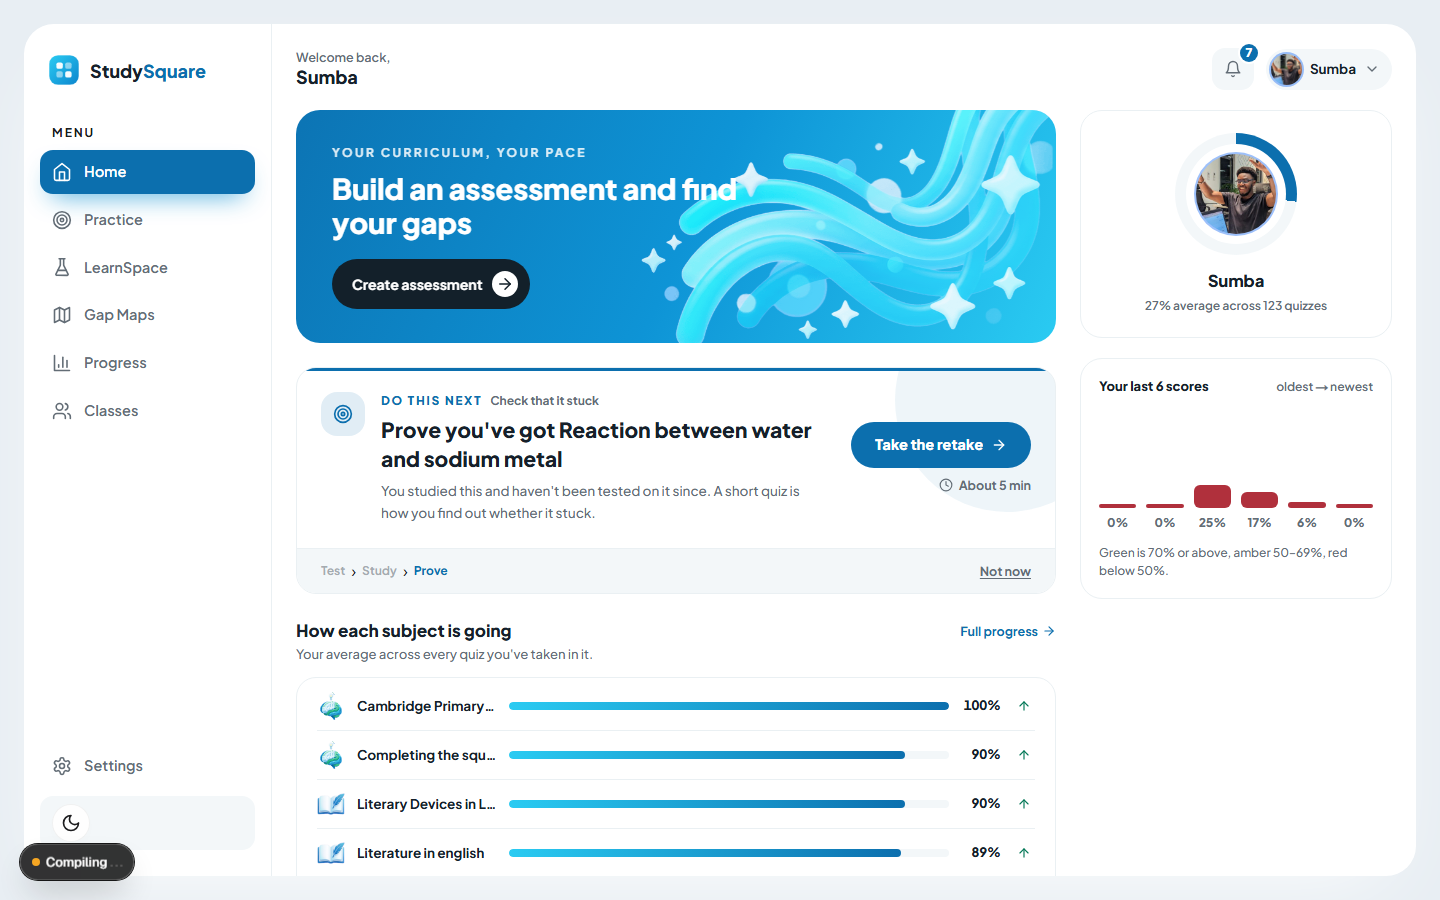 StudySquare
MENU
Home
Practice
LearnSpace
Gap Maps
Progress
Classes
Settings
Compiling ...
Welcome back,
Sumba
7
Sumba
YOUR CURRICULUM, YOUR PACE
Build an assessment and find
your gaps
Create assessment
DO THIS NEXT Check that it stuck
Prove you've got Reaction between water
and sodium metal
You studied this and haven't been tested on it since. A short quiz is
how you find out whether it stuck.
Take the retake
About 5 min
Test › Study › Prove
Not now
How each subject is going
Full progress
Your average across every quiz you've taken in it.
Cambridge Primary... 100%
Completing the squ... 90%
Literary Devices in L... 90%
Literature in english 89%
Sumba
27% average across 123 quizzes
Your last 6 scores
oldest → newest
0% 0% 25% 17% 6% 0%
Green is 70% or above, amber 50–69%, red
below 50%.